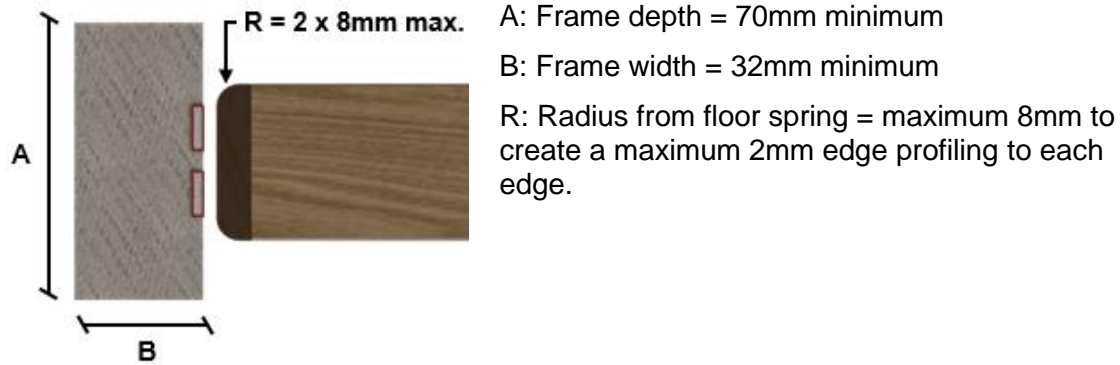 R = 2 x 8mm max.
A
B
A: Frame depth = 70mm minimum
B: Frame width = 32mm minimum
R: Radius from floor spring = maximum 8mm to
create a maximum 2mm edge profiling to each
edge.